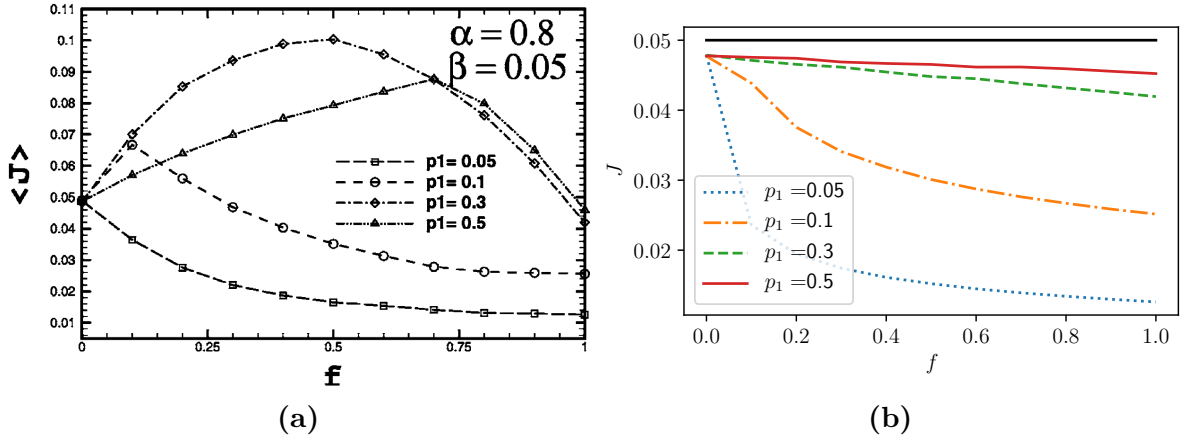 0.11
0.1
0.09
0.08
0.07
0.06
0.05
0.04
0.03
0.02
0.01
<J>
α = 0.8
β = 0.05
p1= 0.05
p1= 0.1
p1= 0.3
p1= 0.5
0 0.25 0.5 0.75 1
f
(a)
0.05
0.04
0.03
0.02
J
p₁ =0.05
p₁ =0.1
p₁ =0.3
p₁ =0.5
0.0 0.2 0.4 0.6 0.8 1.0
f
(b)